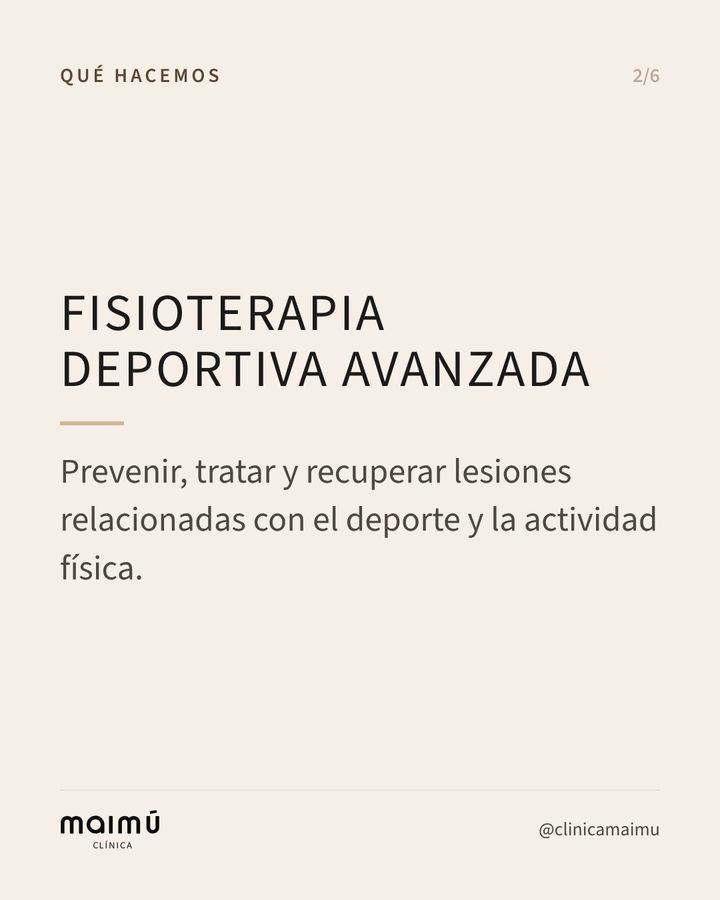 QUÉ HACEMOS
2/6
FISIOTERAPIA
DEPORTIVA AVANZADA
Prevenir, tratar y recuperar lesiones
relacionadas con el deporte y la actividad
física.
maimú
CLÍNICA
@clinicamaimu